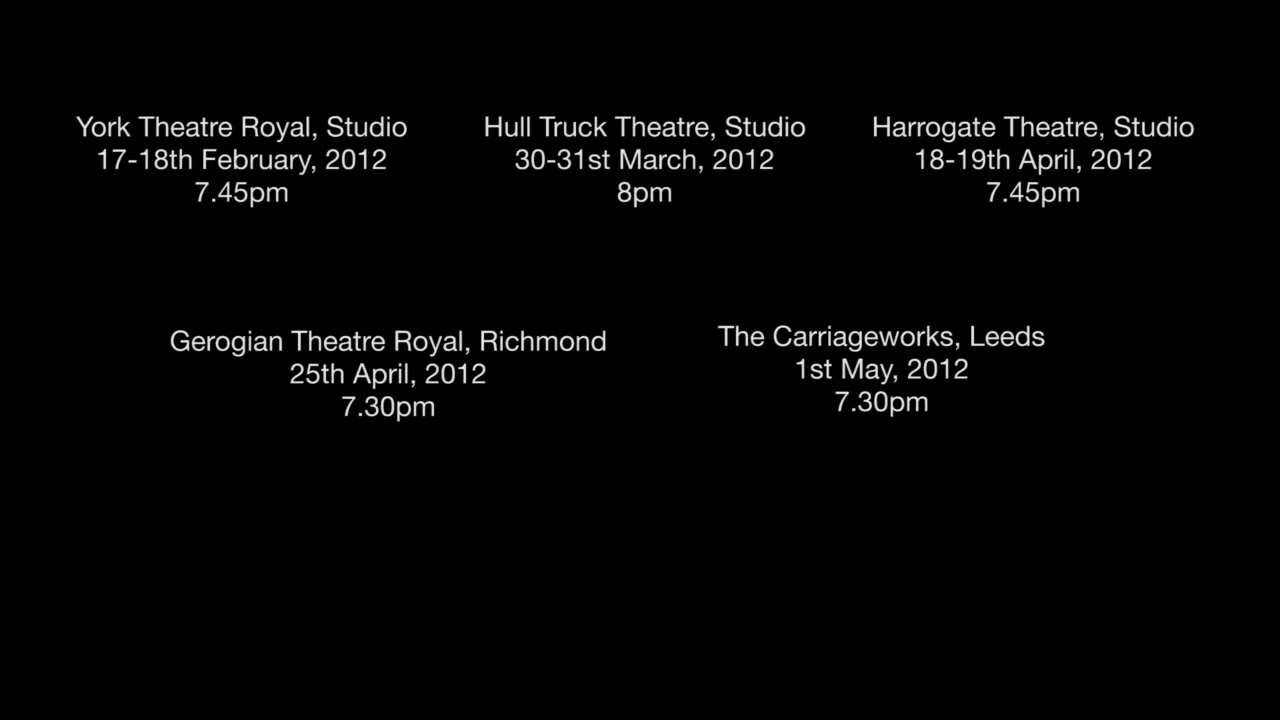 York Theatre Royal, Studio
17-18th February, 2012
7.45pm
Hull Truck Theatre, Studio
30-31st March, 2012
8pm
Harrogate Theatre, Studio
18-19th April, 2012
7.45pm
Gerogian Theatre Royal, Richmond
25th April, 2012
7.30pm
The Carriageworks, Leeds
1st May, 2012
7.30pm